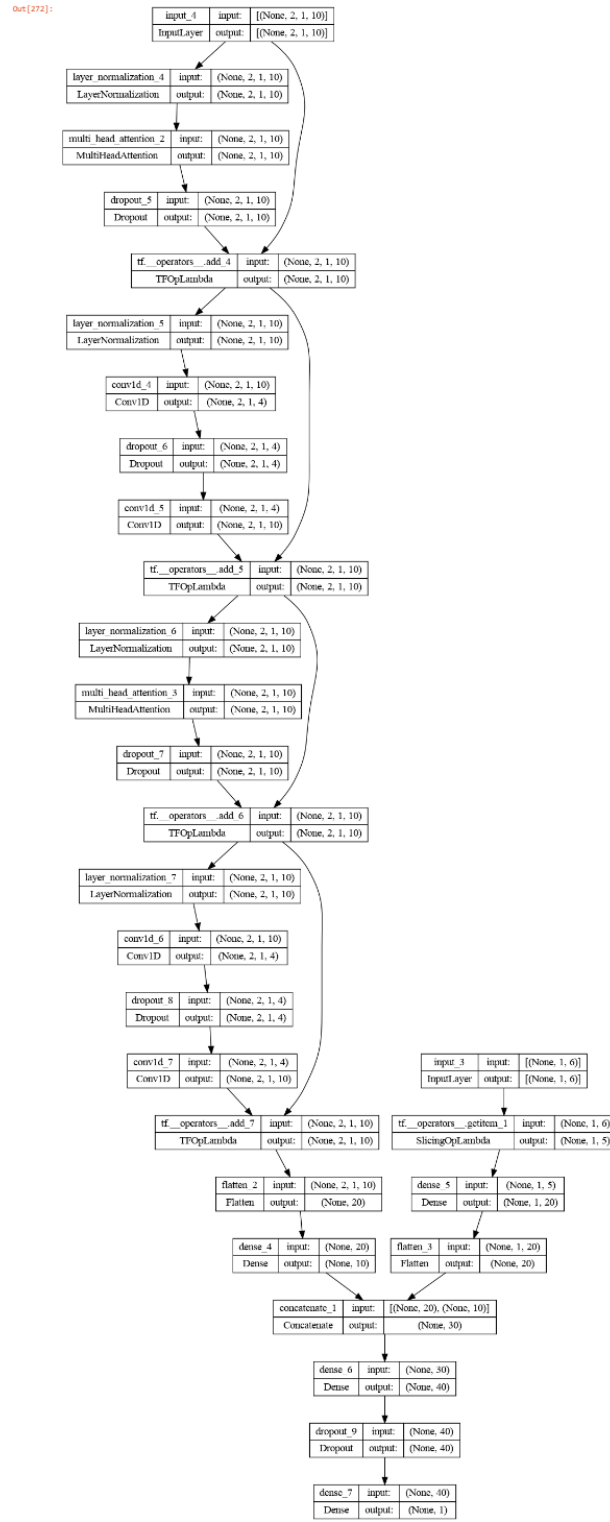 Out[272]:
input_4 input: [(None, 2, 1, 10)]
InputLayer output: [(None, 2, 1, 10)]
layer_normalization_4 input: (None, 2, 1, 10)
LayerNormalization output: (None, 2, 1, 10)
multi_head_attention_2 input: (None, 2, 1, 10)
MultiHeadAttention output: (None, 2, 1, 10)
dropout_5 input: (None, 2, 1, 10)
Dropout output: (None, 2, 1, 10)
tf.__operators__.add_4 input: (None, 2, 1, 10)
TFOpLambda output: (None, 2, 1, 10)
layer_normalization_5 input: (None, 2, 1, 10)
LayerNormalization output: (None, 2, 1, 10)
conv1d_4 input: (None, 2, 1, 10)
Conv1D output: (None, 2, 1, 4)
dropout_6 input: (None, 2, 1, 4)
Dropout output: (None, 2, 1, 4)
conv1d_5 input: (None, 2, 1, 4)
Conv1D output: (None, 2, 1, 10)
tf.__operators__.add_5 input: (None, 2, 1, 10)
TFOpLambda output: (None, 2, 1, 10)
layer_normalization_6 input: (None, 2, 1, 10)
LayerNormalization output: (None, 2, 1, 10)
multi_head_attention_3 input: (None, 2, 1, 10)
MultiHeadAttention output: (None, 2, 1, 10)
dropout_7 input: (None, 2, 1, 10)
Dropout output: (None, 2, 1, 10)
tf.__operators__.add_6 input: (None, 2, 1, 10)
TFOpLambda output: (None, 2, 1, 10)
layer_normalization_7 input: (None, 2, 1, 10)
LayerNormalization output: (None, 2, 1, 10)
conv1d_6 input: (None, 2, 1, 10)
Conv1D output: (None, 2, 1, 4)
dropout_8 input: (None, 2, 1, 4)
Dropout output: (None, 2, 1, 4)
conv1d_7 input: (None, 2, 1, 4)
Conv1D output: (None, 2, 1, 10)
input_3 input: [(None, 1, 6)]
InputLayer output: [(None, 1, 6)]
tf.__operators__.add_7 input: (None, 2, 1, 10)
TFOpLambda output: (None, 2, 1, 10)
tf.__operators__.getitem_1 input: (None, 1, 6)
SlicingOpLambda output: (None, 1, 5)
flatten_2 input: (None, 2, 1, 10)
Flatten output: (None, 20)
dense_5 input: (None, 1, 5)
Dense output: (None, 1, 20)
dense_4 input: (None, 20)
Dense output: (None, 10)
flatten_3 input: (None, 1, 20)
Flatten output: (None, 20)
concatenate_1 input: [(None, 20), (None, 10)]
Concatenate output: (None, 30)
dense_6 input: (None, 30)
Dense output: (None, 40)
dropout_9 input: (None, 40)
Dropout output: (None, 40)
dense_7 input: (None, 40)
Dense output: (None, 1)